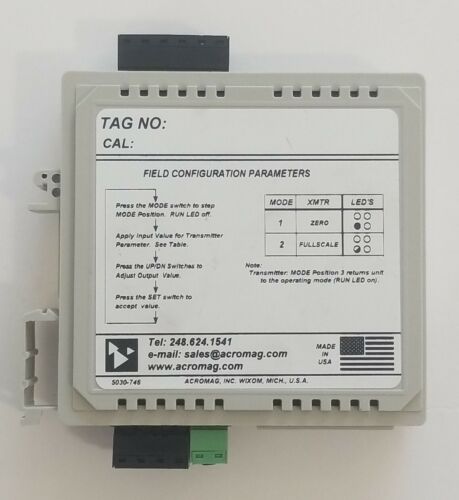 TAG NO:
CAL:
FIELD CONFIGURATION PARAMETERS
Press the MODE switch to step
MODE Position. RUN LED off.
Apply Input Value for Transmitter
Parameter. See Table.
Press the UP/DN Switches to
Adjust Output Value.
Press the SET switch to
accept value.
MODE XMTR LED'S
1 ZERO
2 FULLSCALE
Note:
Transmitter: MODE Position 3 returns unit
to the operating mode (RUN LED on).
Tel: 248.624.1541
e-mail: sales@acromag.com
www.acromag.com
MADE
IN
USA
5030-746 ACROMAG, INC. WIXOM, MICH., U.S.A.